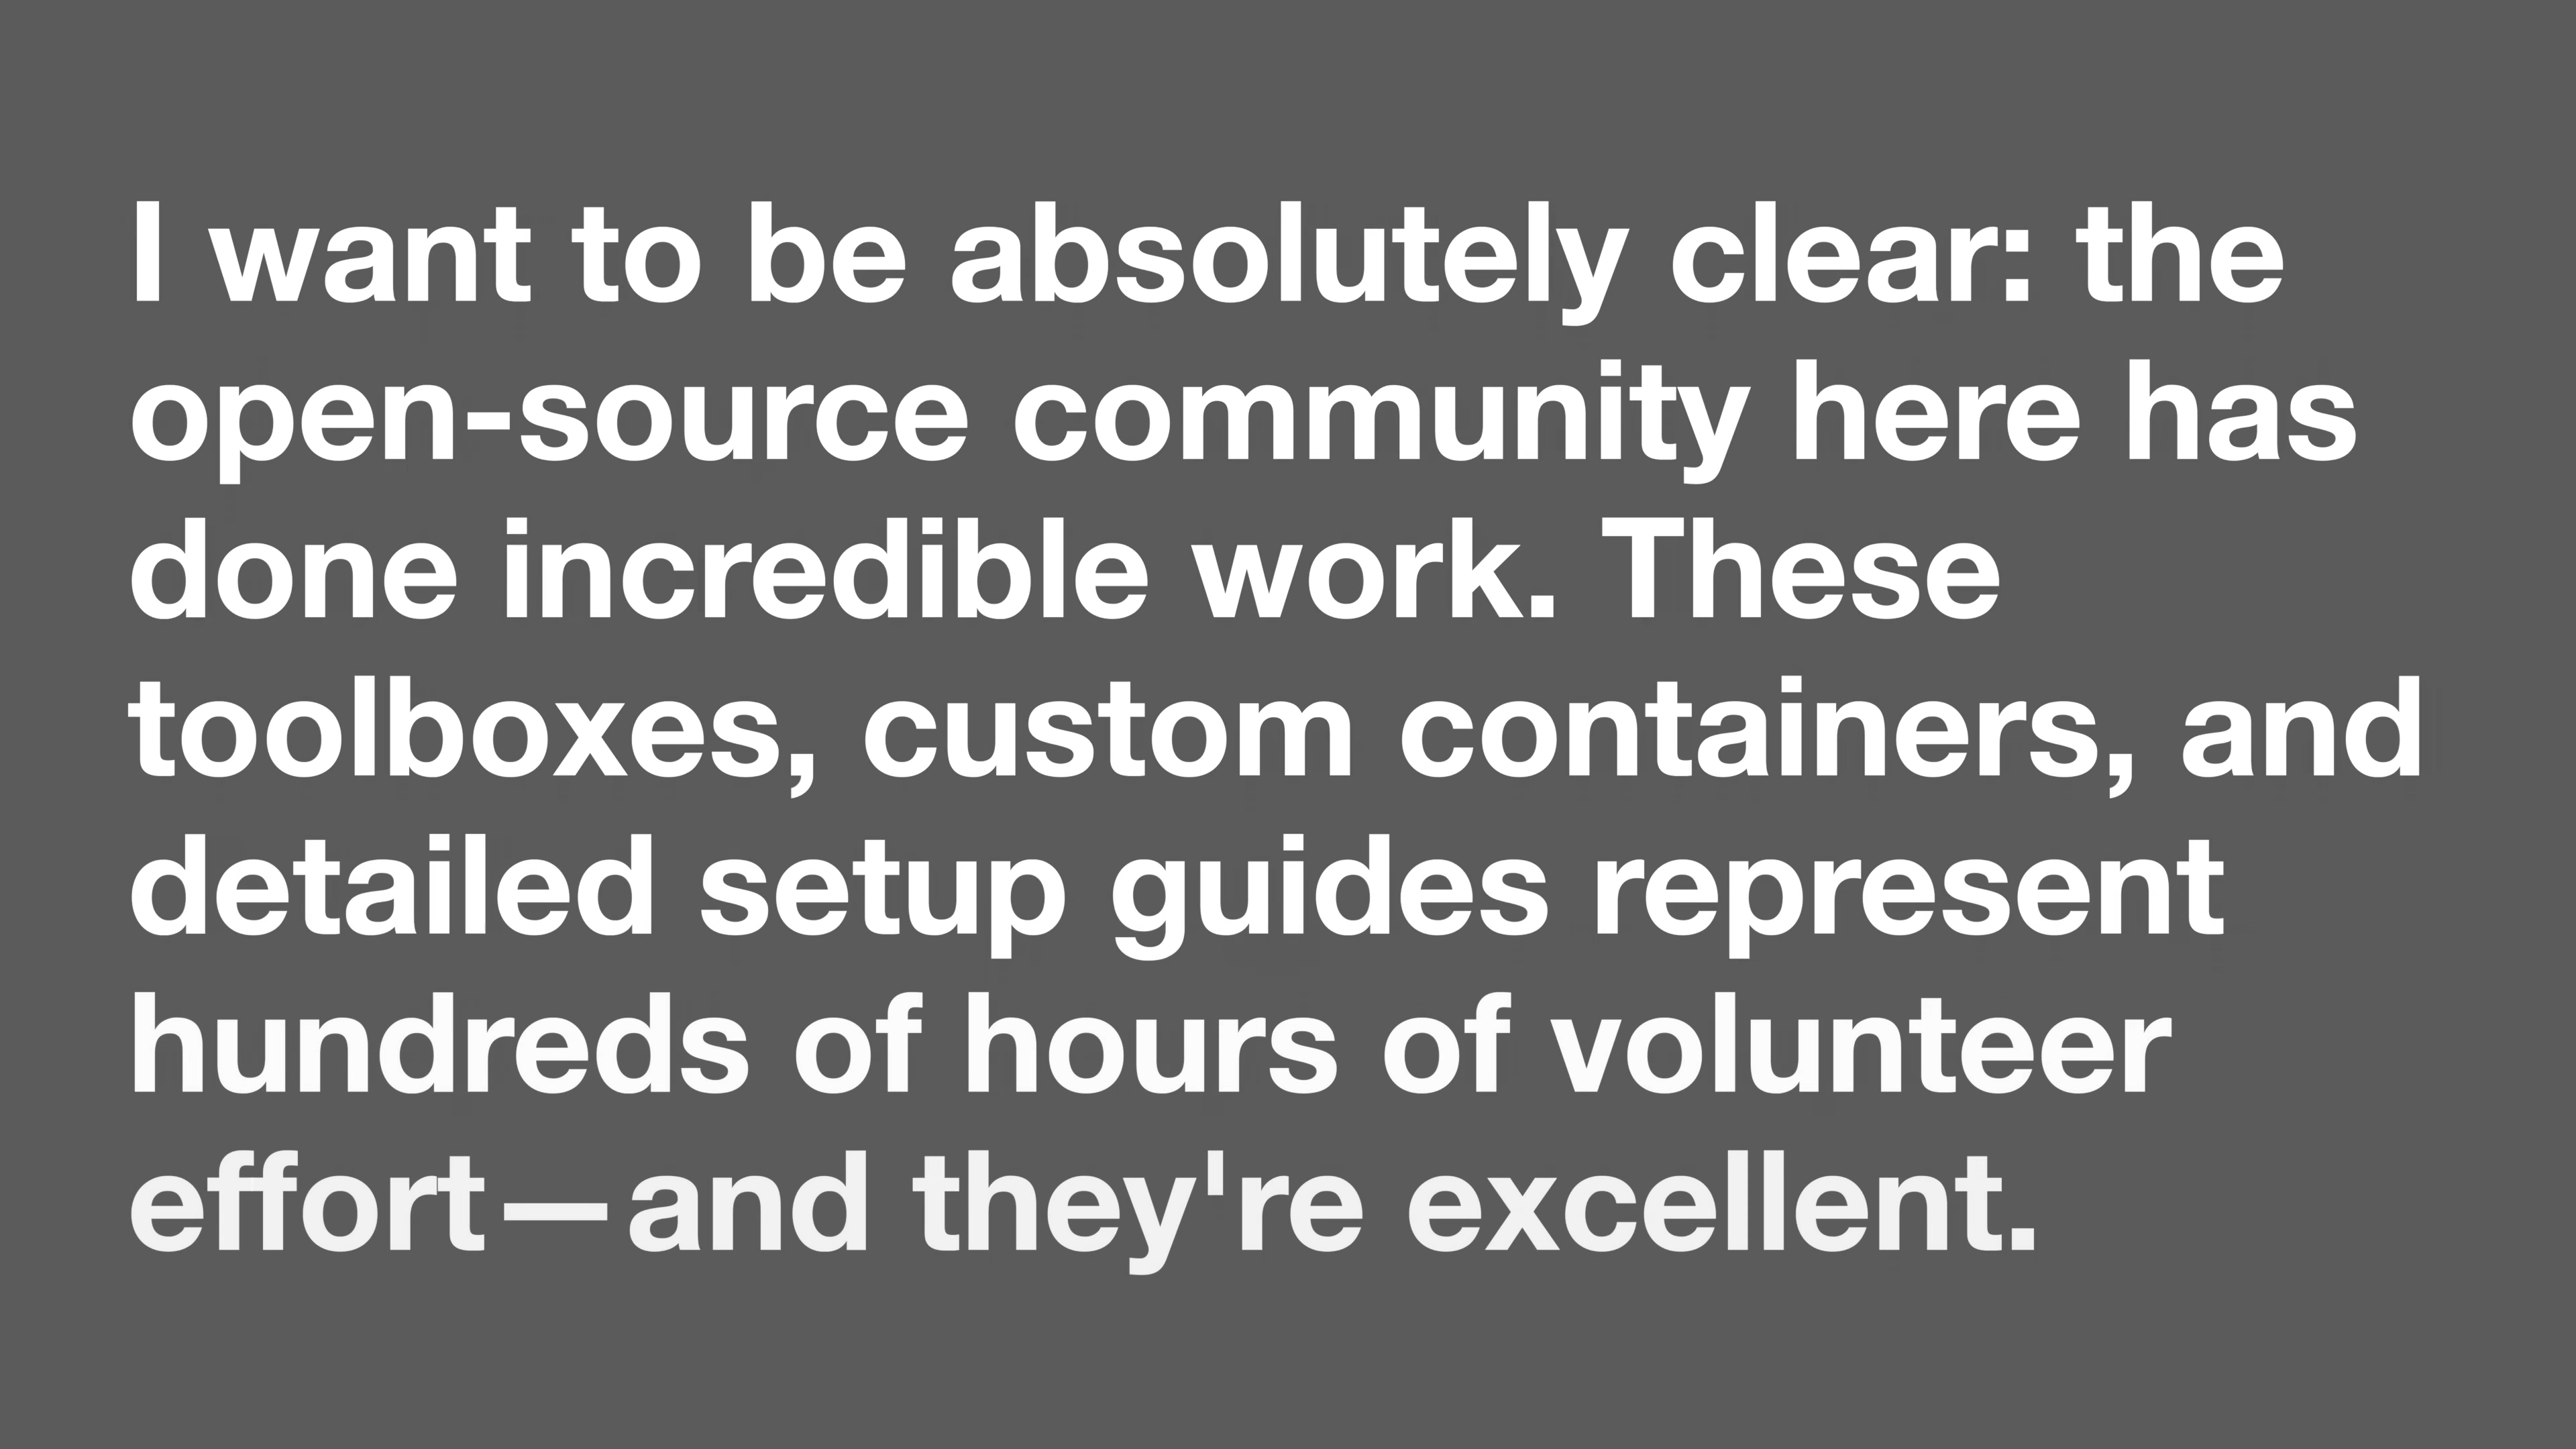 I want to be absolutely clear: the
open-source community here has
done incredible work. These
toolboxes, custom containers, and
detailed setup guides represent
hundreds of hours of volunteer
effort—and they're excellent.